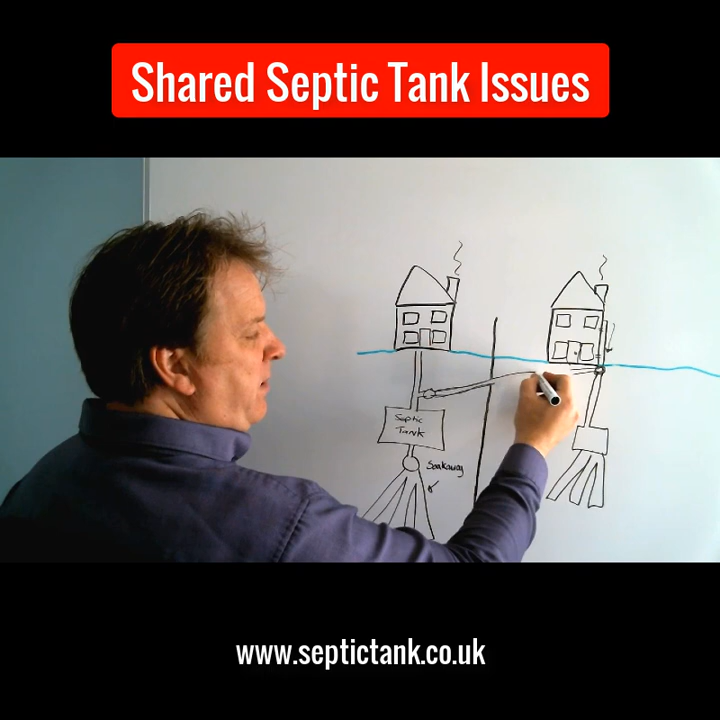 Shared Septic Tank Issues
Septic
Tank
Soakaway
www.septictank.co.uk